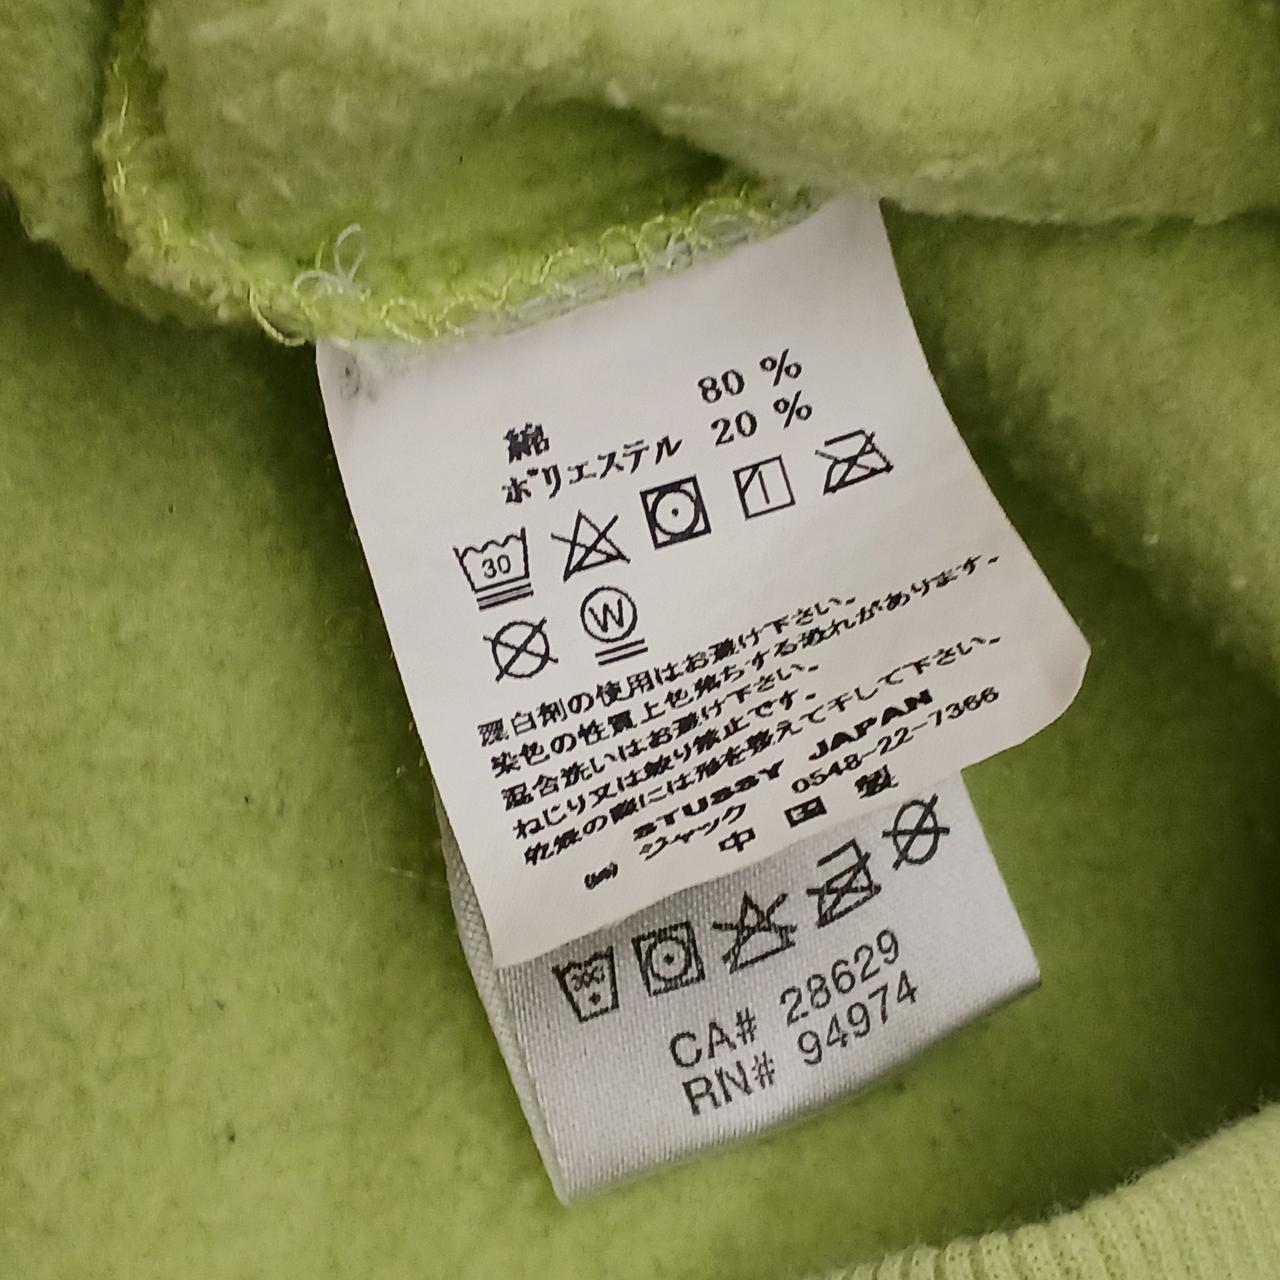 綿 80 %
ポリエステル 20 %
30
W
漂白剤の使用はお避け下さい。
染色の性質上色落ちする恐れがあります。
混合洗いはお避け下さい。
ねじり又は絞り禁止です。
乾燥の際には形を整えて干して下さい。
STUSSY JAPAN
㈱ ジャック 0548-22-7366
中 国 製
30C
CA# 28629
RN# 94974